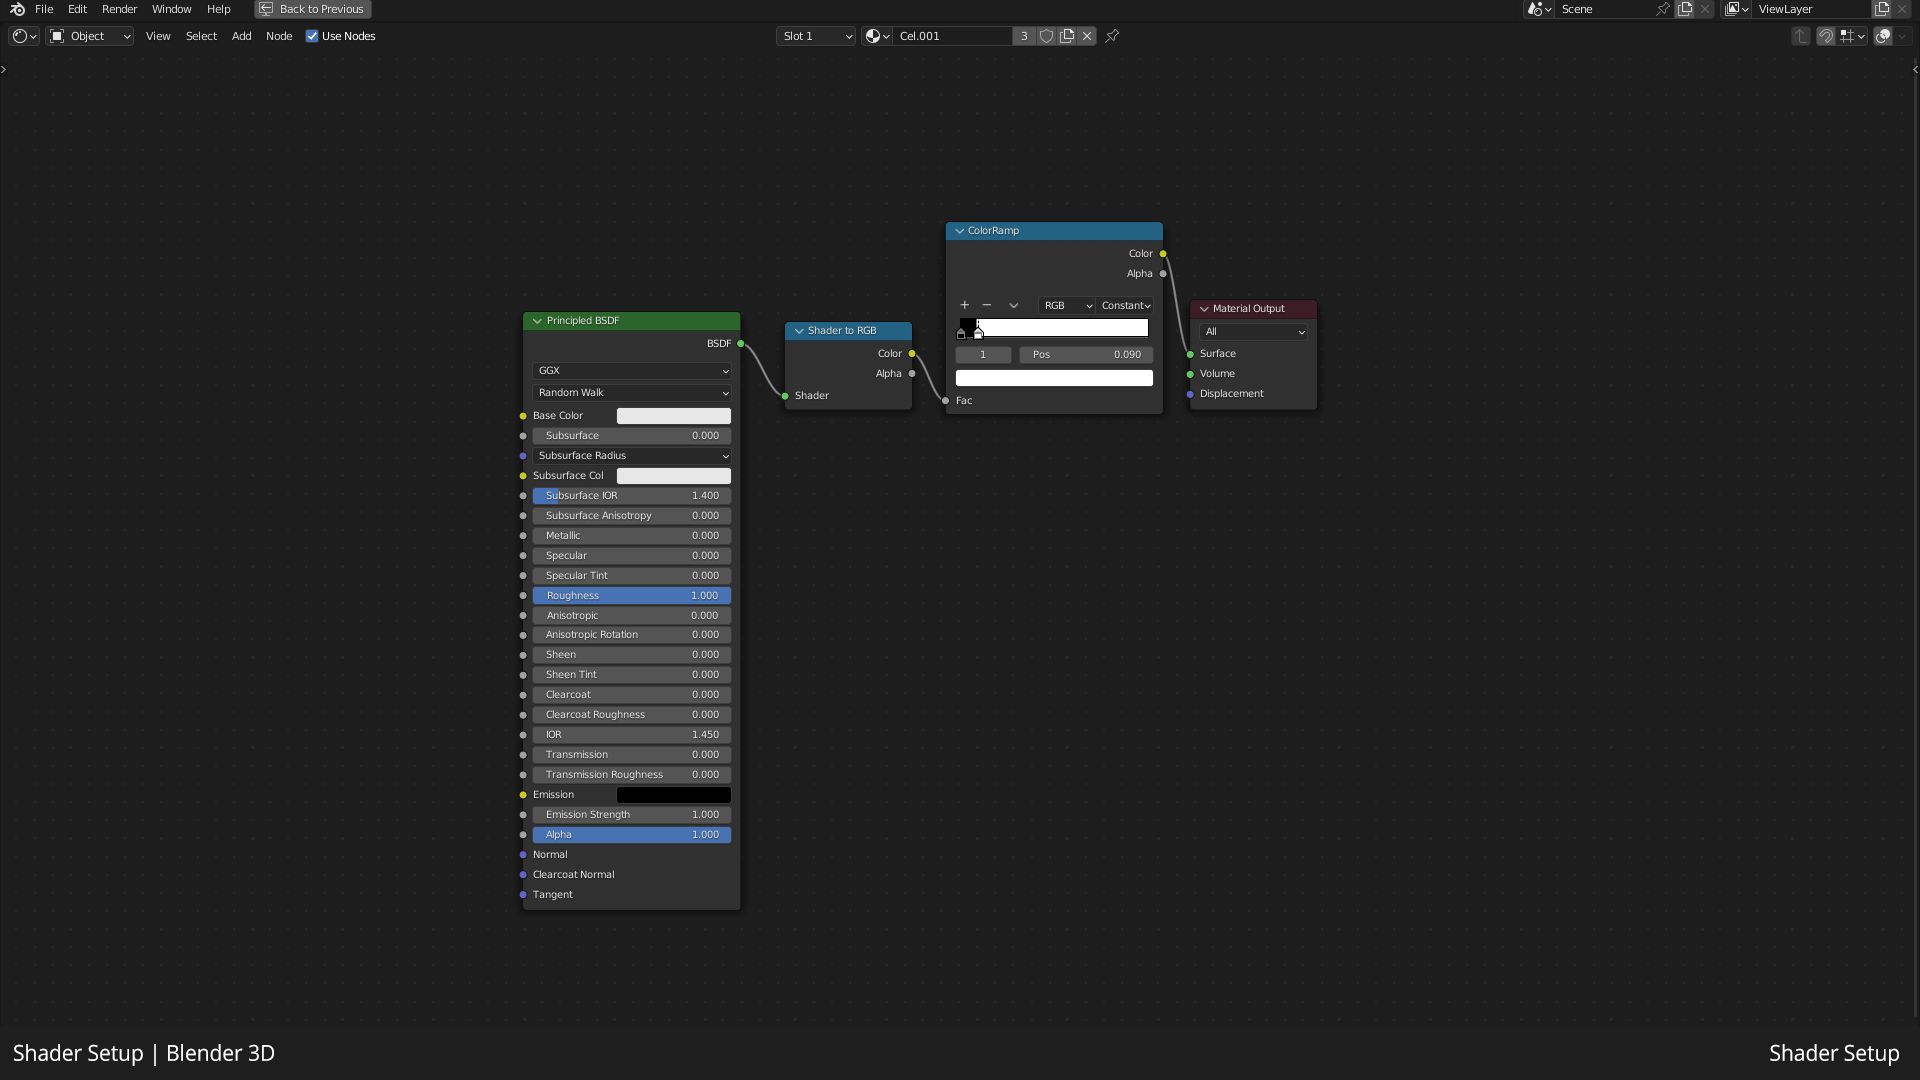 File Edit Render Window Help Back to Previous Scene ViewLayer
Object View Select Add Node Use Nodes Slot 1 Cel.001 3
ColorRamp
Color
Alpha
RGB Constant
1 Pos 0.090
Fac
Principled BSDF
BSDF
GGX
Random Walk
Base Color
Subsurface 0.000
Subsurface Radius
Subsurface Col
Subsurface IOR 1.400
Subsurface Anisotropy 0.000
Metallic 0.000
Specular 0.000
Specular Tint 0.000
Roughness 1.000
Anisotropic 0.000
Anisotropic Rotation 0.000
Sheen 0.000
Sheen Tint 0.000
Clearcoat 0.000
Clearcoat Roughness 0.000
IOR 1.450
Transmission 0.000
Transmission Roughness 0.000
Emission
Emission Strength 1.000
Alpha 1.000
Normal
Clearcoat Normal
Tangent
Shader to RGB
Color
Alpha
Shader
Material Output
All
Surface
Volume
Displacement
Shader Setup | Blender 3D
Shader Setup